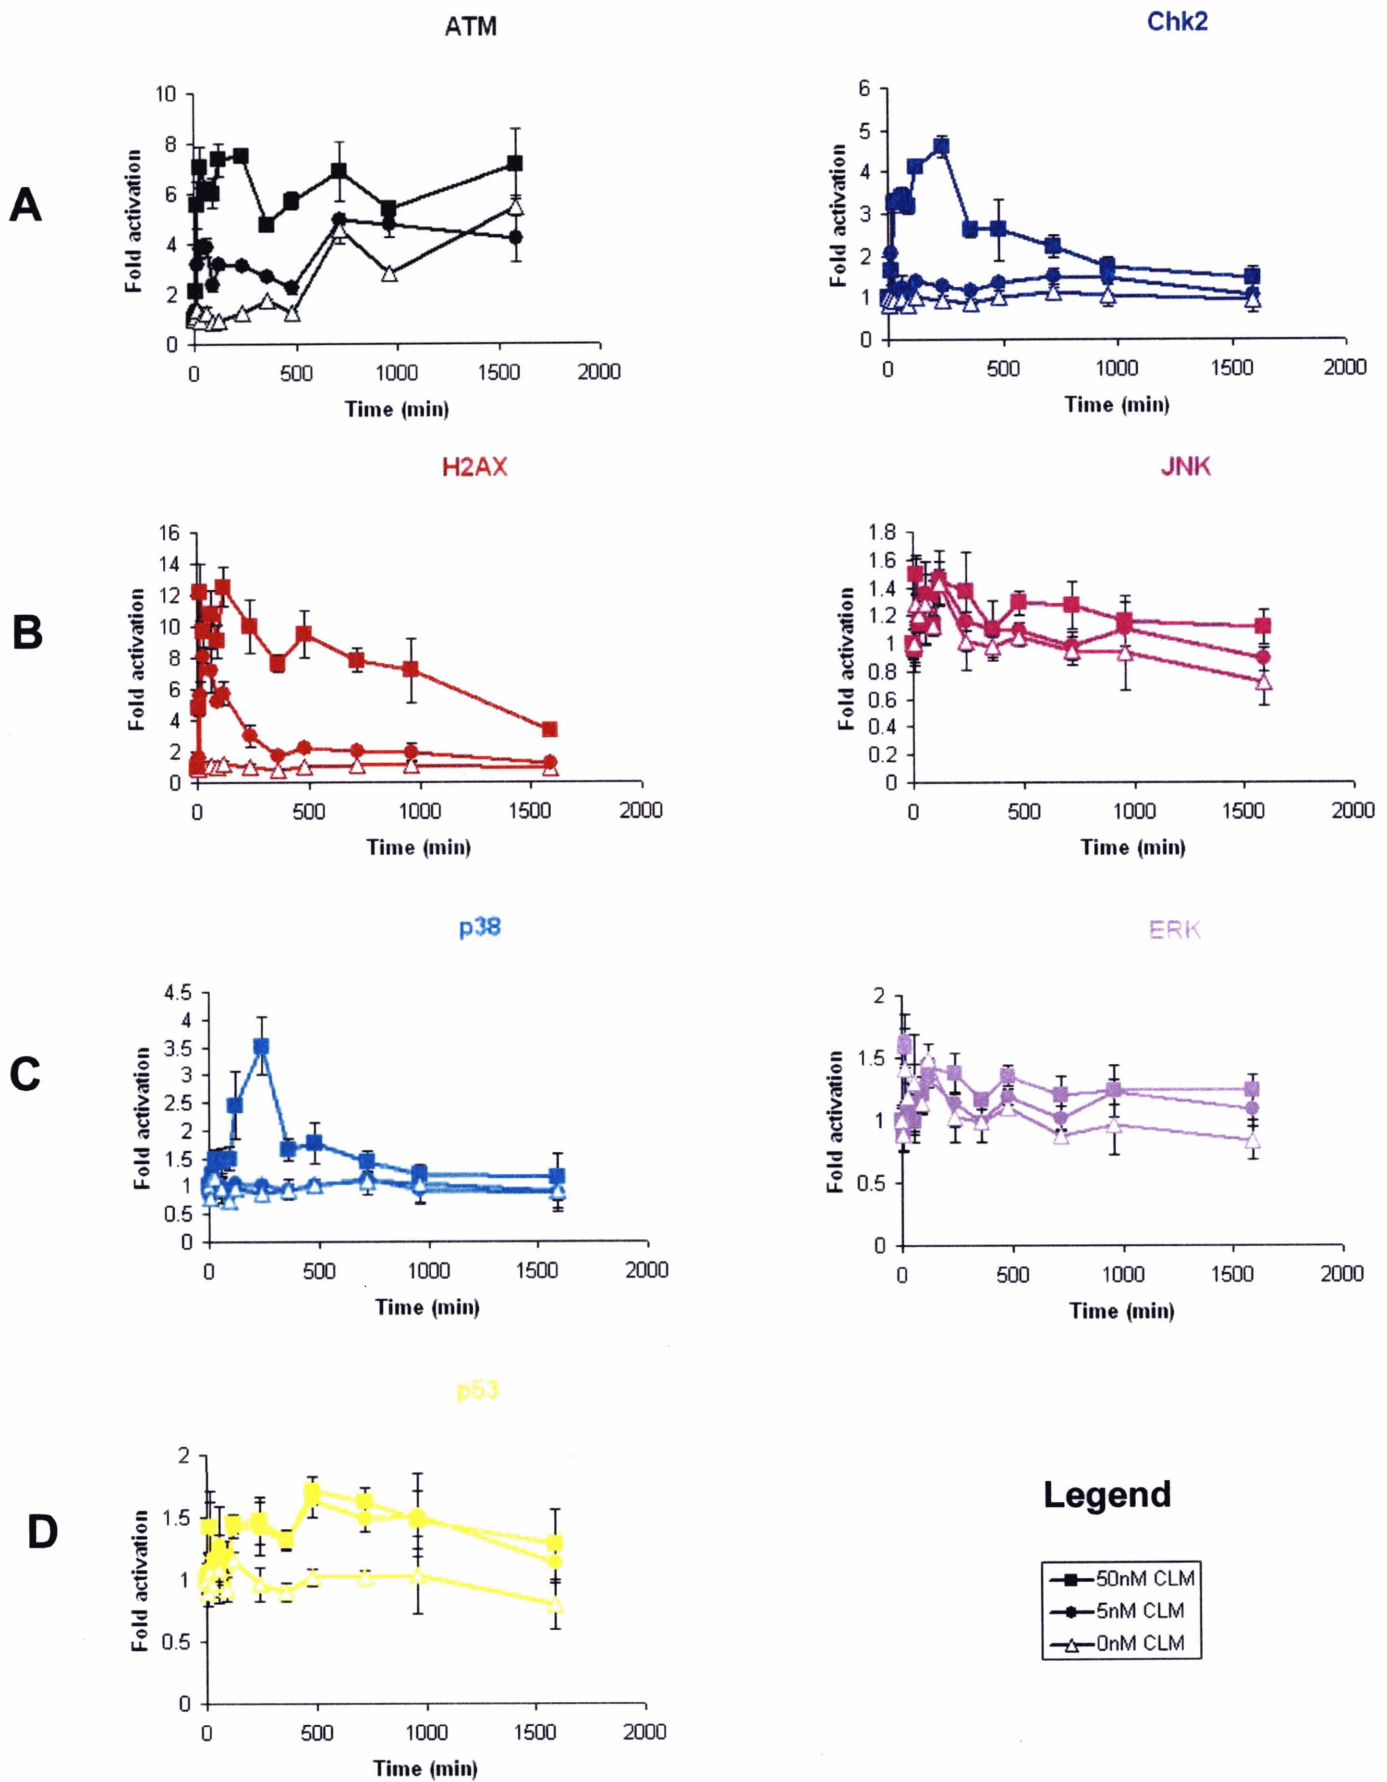 ATM
Chk2
A
Fold activation
10
8
6
4
2
0
0 500 1000 1500 2000
Time (min)
Fold activation
6
5
4
3
2
1
0
0 500 1000 1500 2000
Time (min)
H2AX
JNK
B
Fold activation
16
14
12
10
8
6
4
2
0
0 500 1000 1500 2000
Time (min)
Fold activation
1.8
1.6
1.4
1.2
1
0.8
0.6
0.4
0.2
0
0 500 1000 1500 2000
Time (min)
p38
ERK
C
Fold activation
4.5
4
3.5
3
2.5
2
1.5
1
0.5
0
0 500 1000 1500 2000
Time (min)
Fold activation
2
1.5
1
0.5
0
0 500 1000 1500 2000
Time (min)
p53
D
Fold activation
2
1.5
1
0.5
0
0 500 1000 1500 2000
Time (min)
Legend
50nM CLM
5nM CLM
0nM CLM